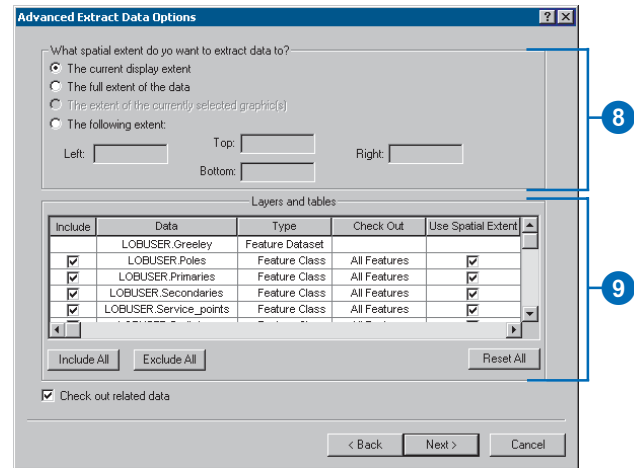 Advanced Extract Data Options
What spatial extent do yo want to extract data to?
The current display extent
The full extent of the data
The extent of the currently selected graphic(s)
The following extent:
Left: Top: Right:
Bottom:
8
Layers and tables
Include Data Type Check Out Use Spatial Extent
LOBUSER.Greeley Feature Dataset
LOBUSER.Poles Feature Class All Features
LOBUSER.Primaries Feature Class All Features
LOBUSER.Secondaries Feature Class All Features
LOBUSER.Service_points Feature Class All Features
9
Include All Exclude All Reset All
Check out related data
< Back Next > Cancel